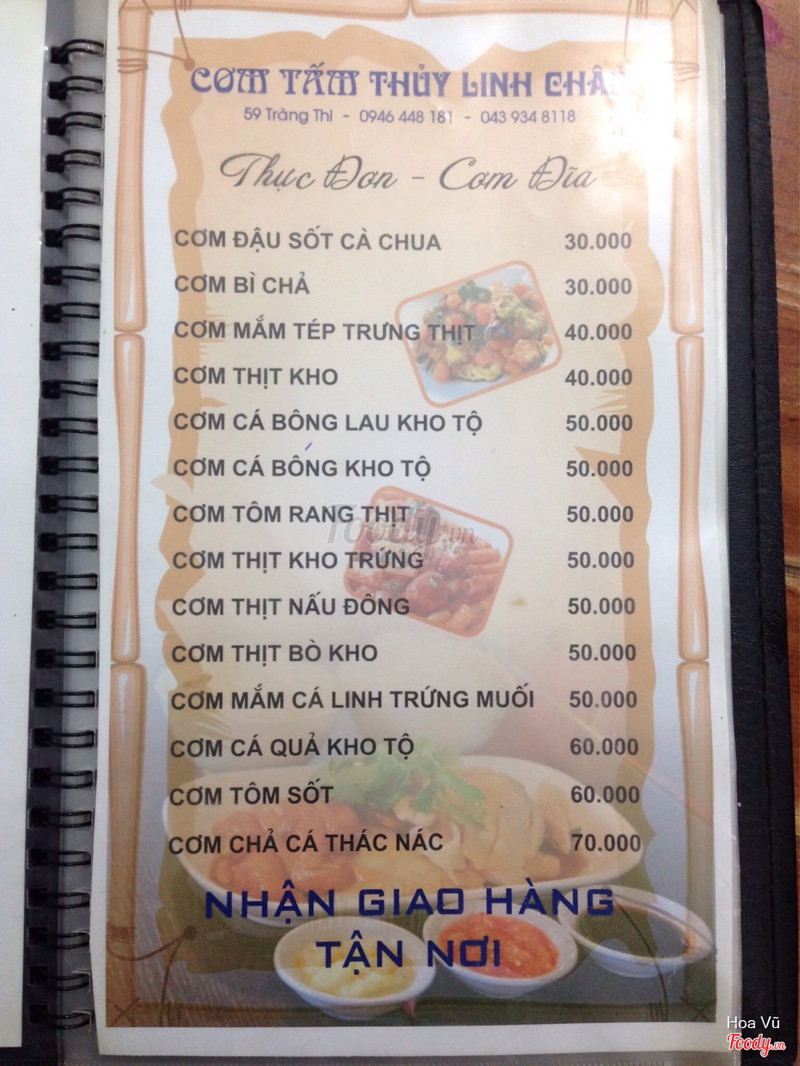 CƠM TẤM THỦY LINH CHÂU
59 Tràng Thi - 0946 448 181 - 043 934 8118
Thực Đơn - Cơm Đĩa
CƠM ĐẬU SỐT CÀ CHUA 30.000
CƠM BÌ CHẢ 30.000
CƠM MẮM TÉP TRƯNG THỊT 40.000
CƠM THỊT KHO 40.000
CƠM CÁ BÔNG LAU KHO TỘ 50.000
CƠM CÁ BÔNG KHO TỘ 50.000
CƠM TÔM RANG THỊT 50.000
Foody.vn
CƠM THỊT KHO TRỨNG 50.000
CƠM THỊT NẤU ĐÔNG 50.000
CƠM THỊT BÒ KHO 50.000
CƠM MẮM CÁ LINH TRỨNG MUỐI 50.000
CƠM CÁ QUẢ KHO TỘ 60.000
CƠM TÔM SỐT 60.000
CƠM CHẢ CÁ THÁC NÁC 70.000
NHẬN GIAO HÀNG
TẬN NƠI
Hoa Vũ
Foody.vn